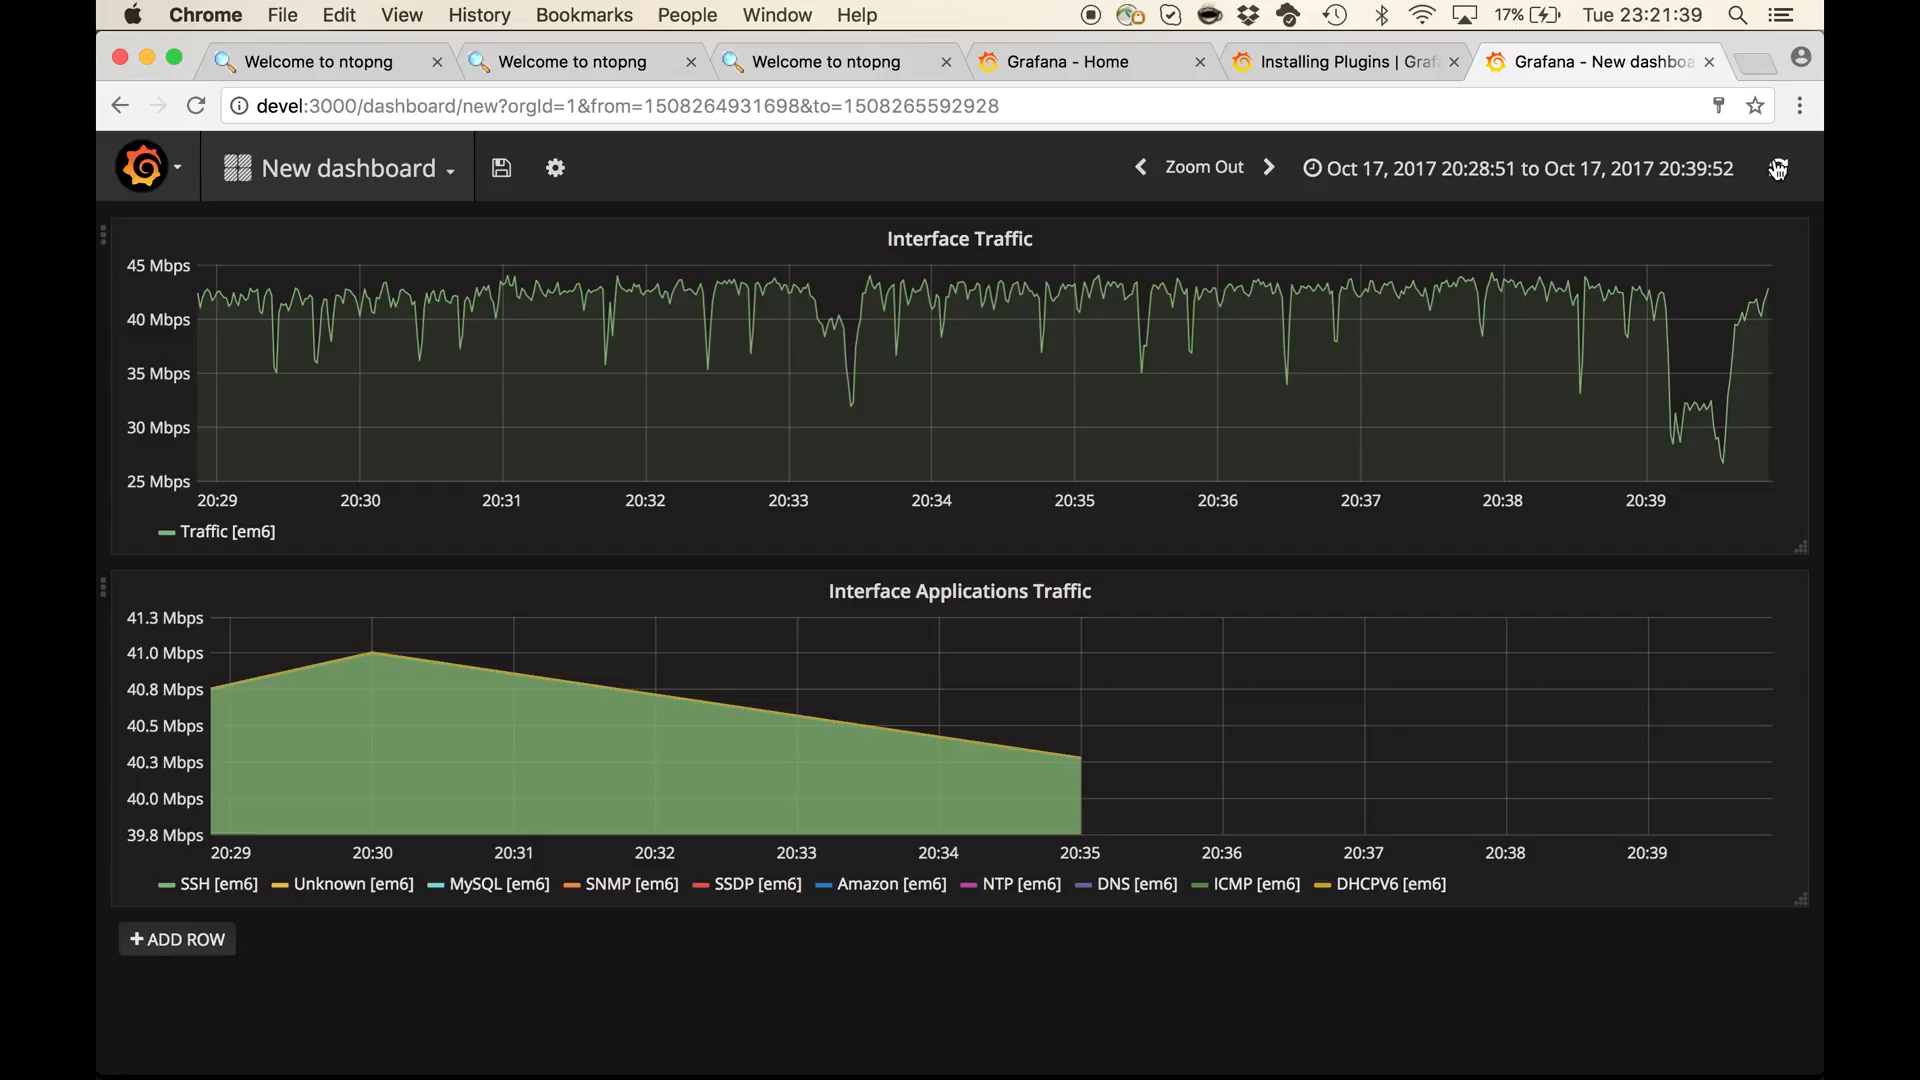 Chrome File Edit View History Bookmarks People Window Help 17% Tue 23:21:39
Welcome to ntopng Welcome to ntopng Welcome to ntopng Grafana - Home Installing Plugins | Graf Grafana - New dashboa
devel:3000/dashboard/new?orgId=1&from=1508264931698&to=1508265592928
New dashboard Zoom Out Oct 17, 2017 20:28:51 to Oct 17, 2017 20:39:52
Interface Traffic
45 Mbps
40 Mbps
35 Mbps
30 Mbps
25 Mbps
20:29 20:30 20:31 20:32 20:33 20:34 20:35 20:36 20:37 20:38 20:39
Traffic [em6]
Interface Applications Traffic
41.3 Mbps
41.0 Mbps
40.8 Mbps
40.5 Mbps
40.3 Mbps
40.0 Mbps
39.8 Mbps
20:29 20:30 20:31 20:32 20:33 20:34 20:35 20:36 20:37 20:38 20:39
SSH [em6] Unknown [em6] MySQL [em6] SNMP [em6] SSDP [em6] Amazon [em6] NTP [em6] DNS [em6] ICMP [em6] DHCPV6 [em6]
+ ADD ROW